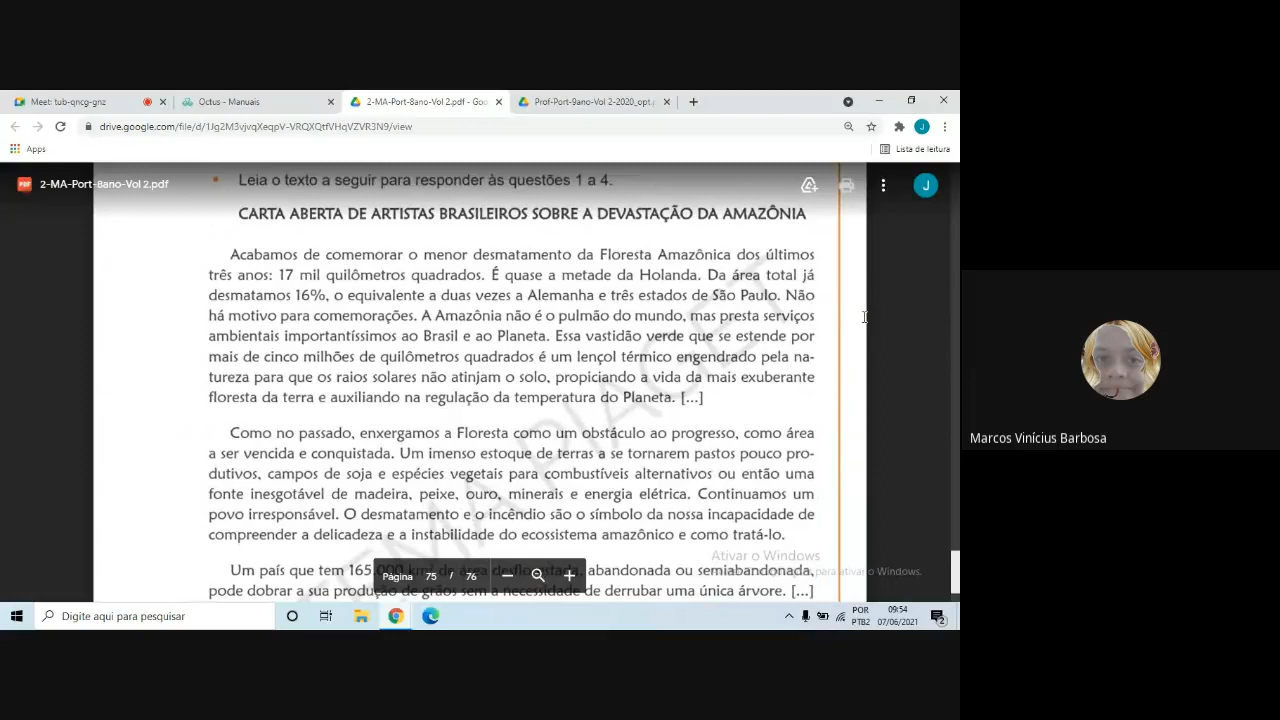 Meet: tub-qncg-gnz
Octus - Manuais
2-MA-Port-8ano-Vol 2.pdf - Goo
Prof-Port-9ano-Vol 2-2020_opt.p
drive.google.com/file/d/1Jg2M3vjvqXeqpV-VRQXQtfVHqVZVR3N9/view
Apps
Lista de leitura
2-MA-Port-8ano-Vol 2.pdf
J
Leia o texto a seguir para responder às questões 1 a 4.
CARTA ABERTA DE ARTISTAS BRASILEIROS SOBRE A DEVASTAÇÃO DA AMAZÔNIA
Acabamos de comemorar o menor desmatamento da Floresta Amazônica dos últimos
três anos: 17 mil quilômetros quadrados. É quase a metade da Holanda. Da área total já
desmatamos 16%, o equivalente a duas vezes a Alemanha e três estados de São Paulo. Não
há motivo para comemorações. A Amazônia não é o pulmão do mundo, mas presta serviços
ambientais importantíssimos ao Brasil e ao Planeta. Essa vastidão verde que se estende por
mais de cinco milhões de quilômetros quadrados é um lençol térmico engendrado pela na-
tureza para que os raios solares não atinjam o solo, propiciando a vida da mais exuberante
floresta da terra e auxiliando na regulação da temperatura do Planeta. [...]
Como no passado, enxergamos a Floresta como um obstáculo ao progresso, como área
a ser vencida e conquistada. Um imenso estoque de terras a se tornarem pastos pouco pro-
dutivos, campos de soja e espécies vegetais para combustíveis alternativos ou então uma
fonte inesgotável de madeira, peixe, ouro, minerais e energia elétrica. Continuamos um
povo irresponsável. O desmatamento e o incêndio são o símbolo da nossa incapacidade de
compreender a delicadeza e a instabilidade do ecossistema amazônico e como tratá-lo.
Um país que tem 165.000 km² de área desflorestada, abandonada ou semiabandonada,
pode dobrar a sua produção de grãos sem a necessidade de derrubar uma única árvore. [...]
TEMA PIAGET
Página 75 / 76
Ativar o Windows
para ativar o Windows.
Marcos Vinícius Barbosa
Digite aqui para pesquisar
POR
PTB2
09:54
07/06/2021
2